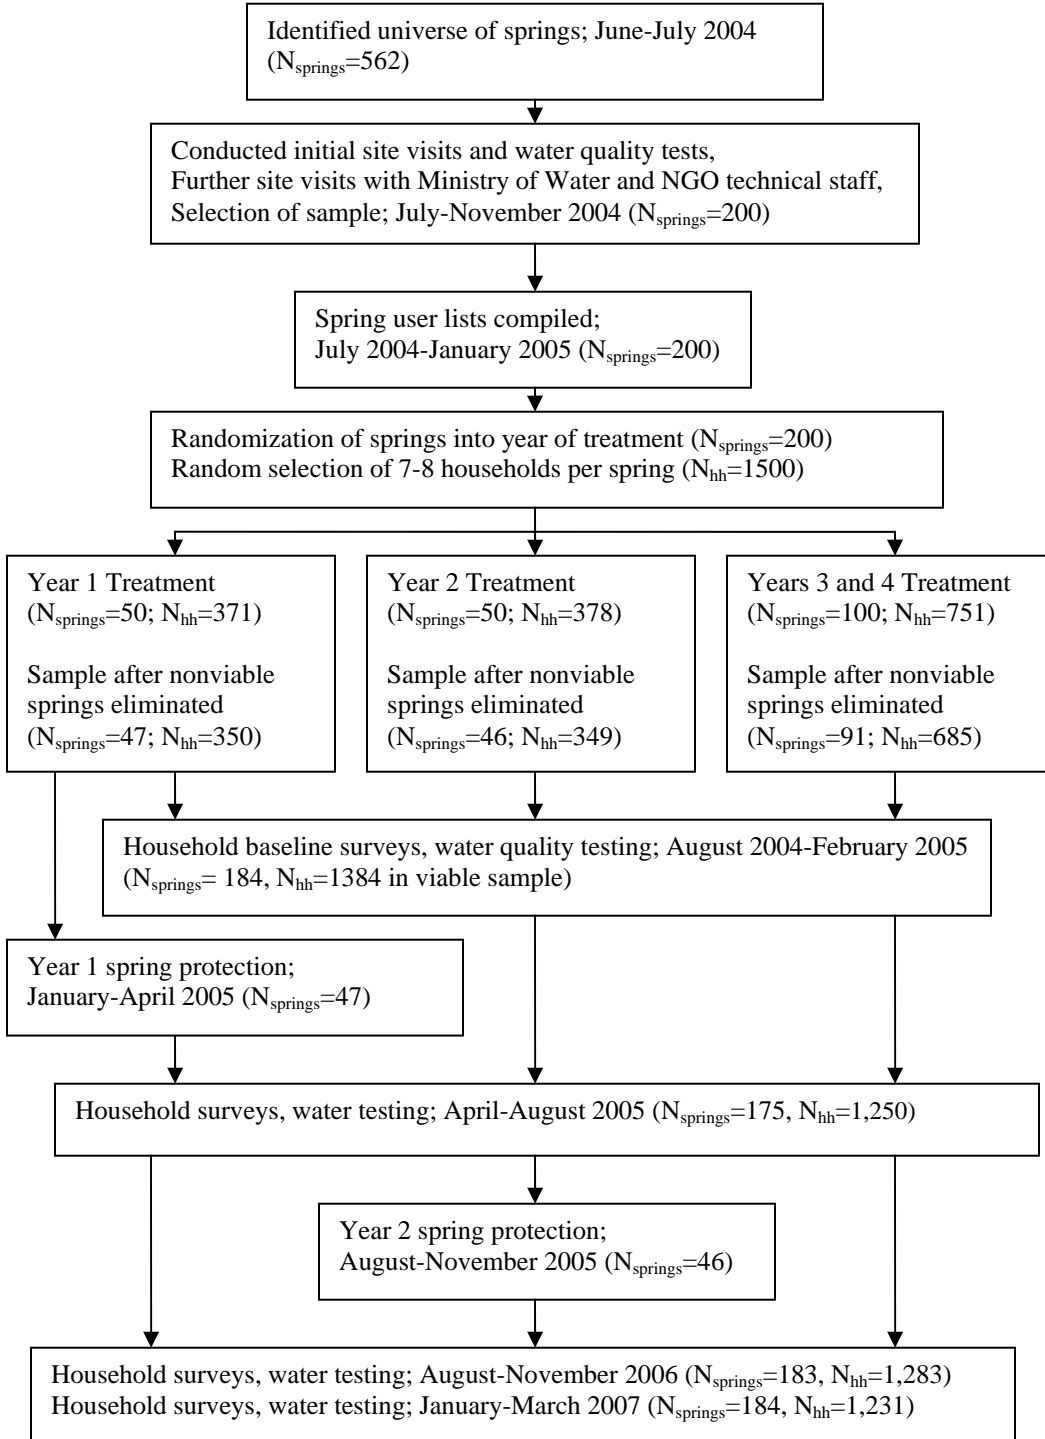 Identified universe of springs; June-July 2004
(Nsprings=562)
Conducted initial site visits and water quality tests,
Further site visits with Ministry of Water and NGO technical staff,
Selection of sample; July-November 2004 (Nsprings=200)
Spring user lists compiled;
July 2004-January 2005 (Nsprings=200)
Randomization of springs into year of treatment (Nsprings=200)
Random selection of 7-8 households per spring (Nhh=1500)
Year 1 Treatment
(Nsprings=50; Nhh=371)
Sample after nonviable
springs eliminated
(Nsprings=47; Nhh=350)
Year 2 Treatment
(Nsprings=50; Nhh=378)
Sample after nonviable
springs eliminated
(Nsprings=46; Nhh=349)
Years 3 and 4 Treatment
(Nsprings=100; Nhh=751)
Sample after nonviable
springs eliminated
(Nsprings=91; Nhh=685)
Household baseline surveys, water quality testing; August 2004-February 2005
(Nsprings= 184, Nhh=1384 in viable sample)
Year 1 spring protection;
January-April 2005 (Nsprings=47)
Household surveys, water testing; April-August 2005 (Nsprings=175, Nhh=1,250)
Year 2 spring protection;
August-November 2005 (Nsprings=46)
Household surveys, water testing; August-November 2006 (Nsprings=183, Nhh=1,283)
Household surveys, water testing; January-March 2007 (Nsprings=184, Nhh=1,231)